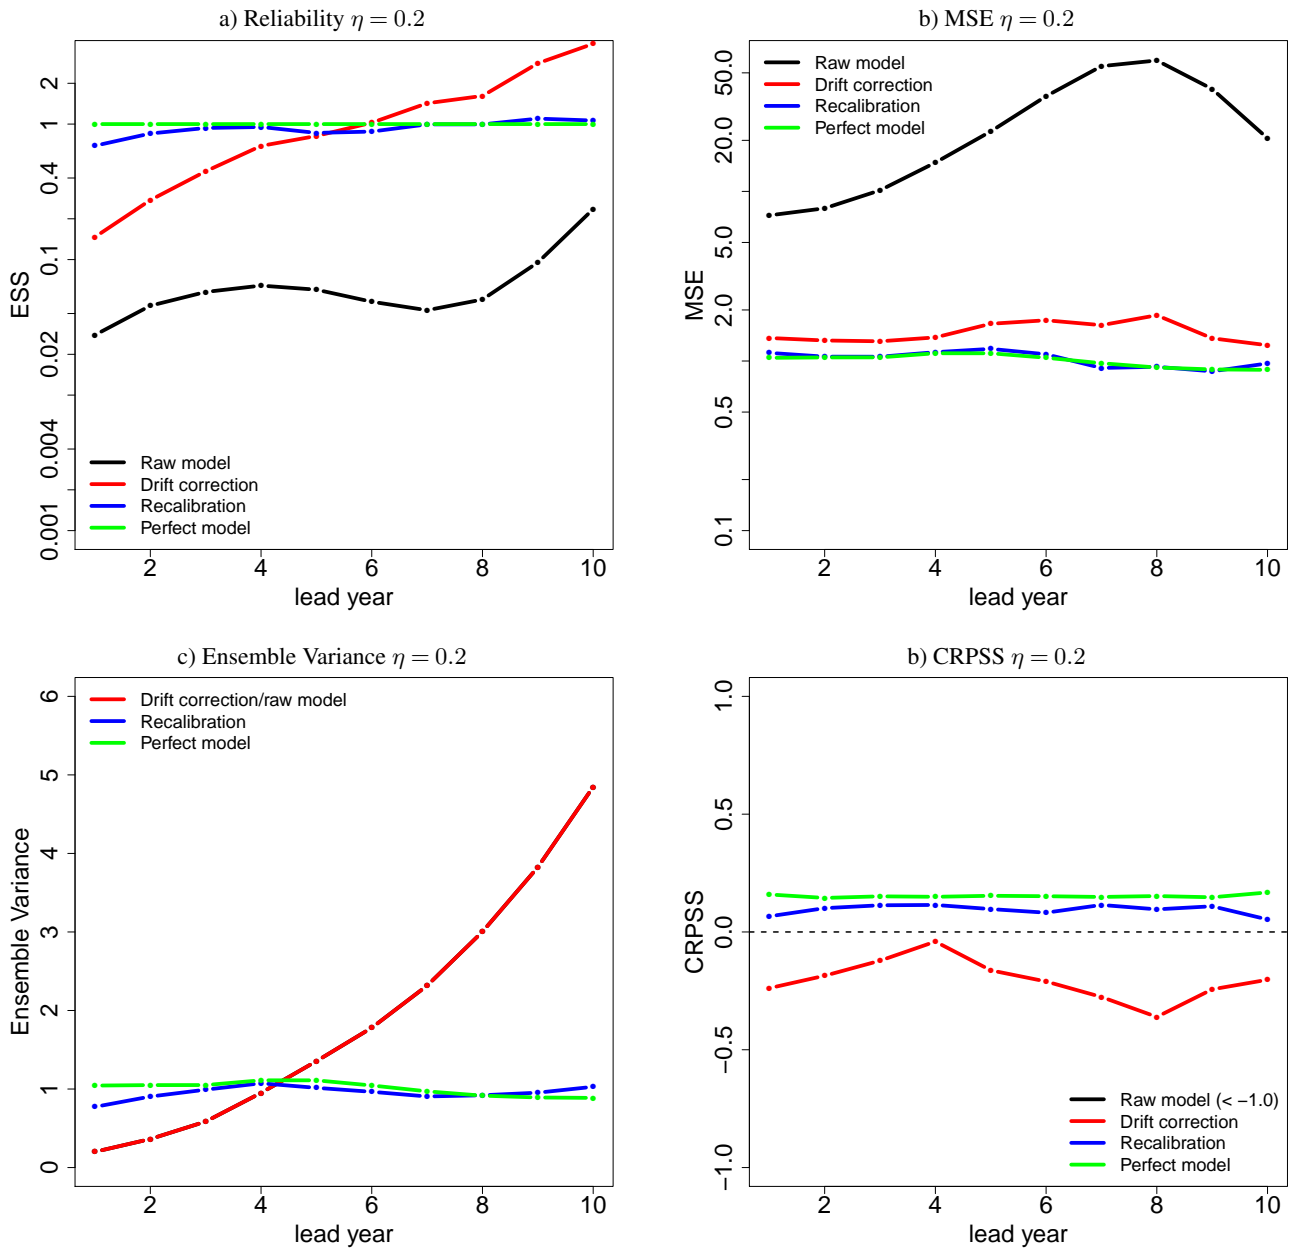 a) Reliability η = 0.2
ESS
2
1
0.4
0.1
0.02
0.004
0.001
Raw model
Drift correction
Recalibration
Perfect model
2 4 6 8 10
lead year
b) MSE η = 0.2
MSE
50.0
20.0
5.0
2.0
0.5
0.1
Raw model
Drift correction
Recalibration
Perfect model
2 4 6 8 10
lead year
c) Ensemble Variance η = 0.2
Ensemble Variance
6
5
4
3
2
1
0
Drift correction/raw model
Recalibration
Perfect model
2 4 6 8 10
lead year
b) CRPSS η = 0.2
CRPSS
1.0
0.5
0.0
−0.5
−1.0
Raw model (< −1.0)
Drift correction
Recalibration
Perfect model
2 4 6 8 10
lead year